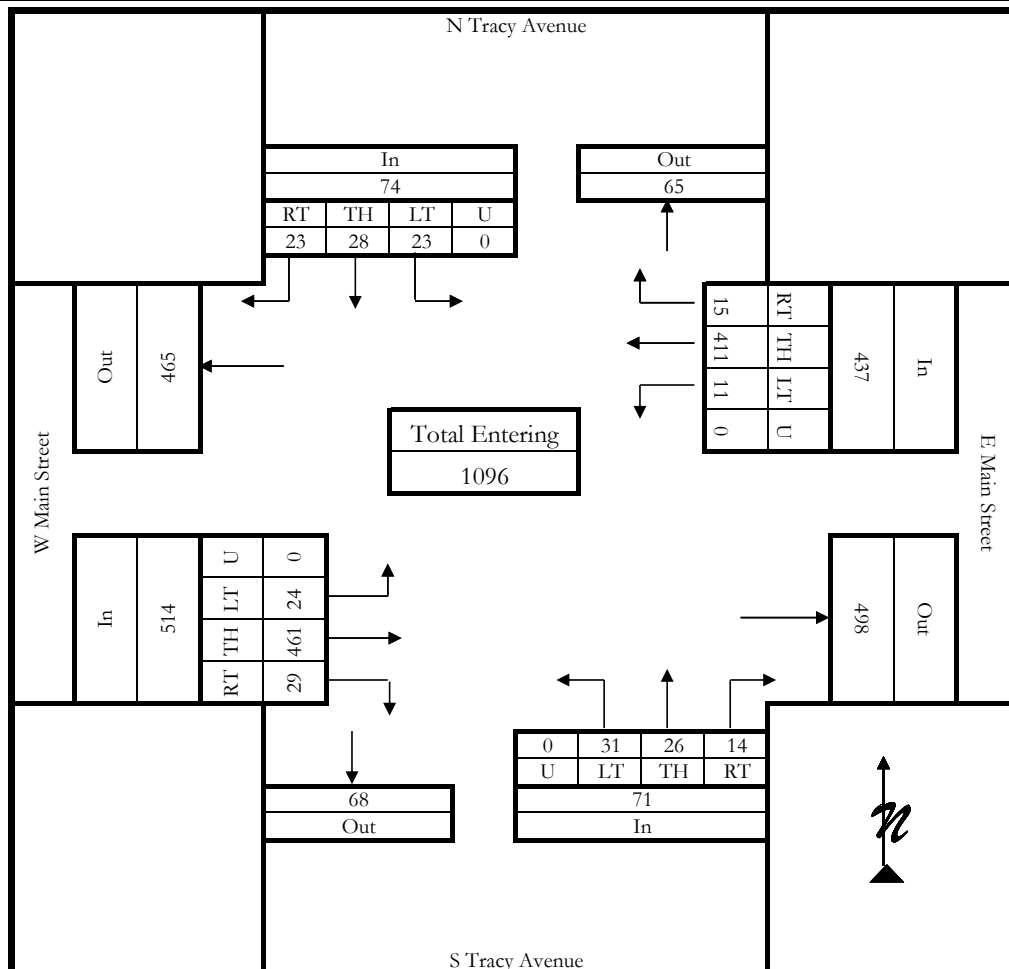 N Tracy Avenue
In
74
RT TH LT U
23 28 23 0
Out
65
Out
465
15 RT
411 TH
11 LT
0 U
437
In
Total Entering
1096
W Main Street
E Main Street
In
514
U 0
LT 24
TH 461
RT 29
498
Out
0 31 26 14
U LT TH RT
71
In
68
Out
N
S Tracy Avenue